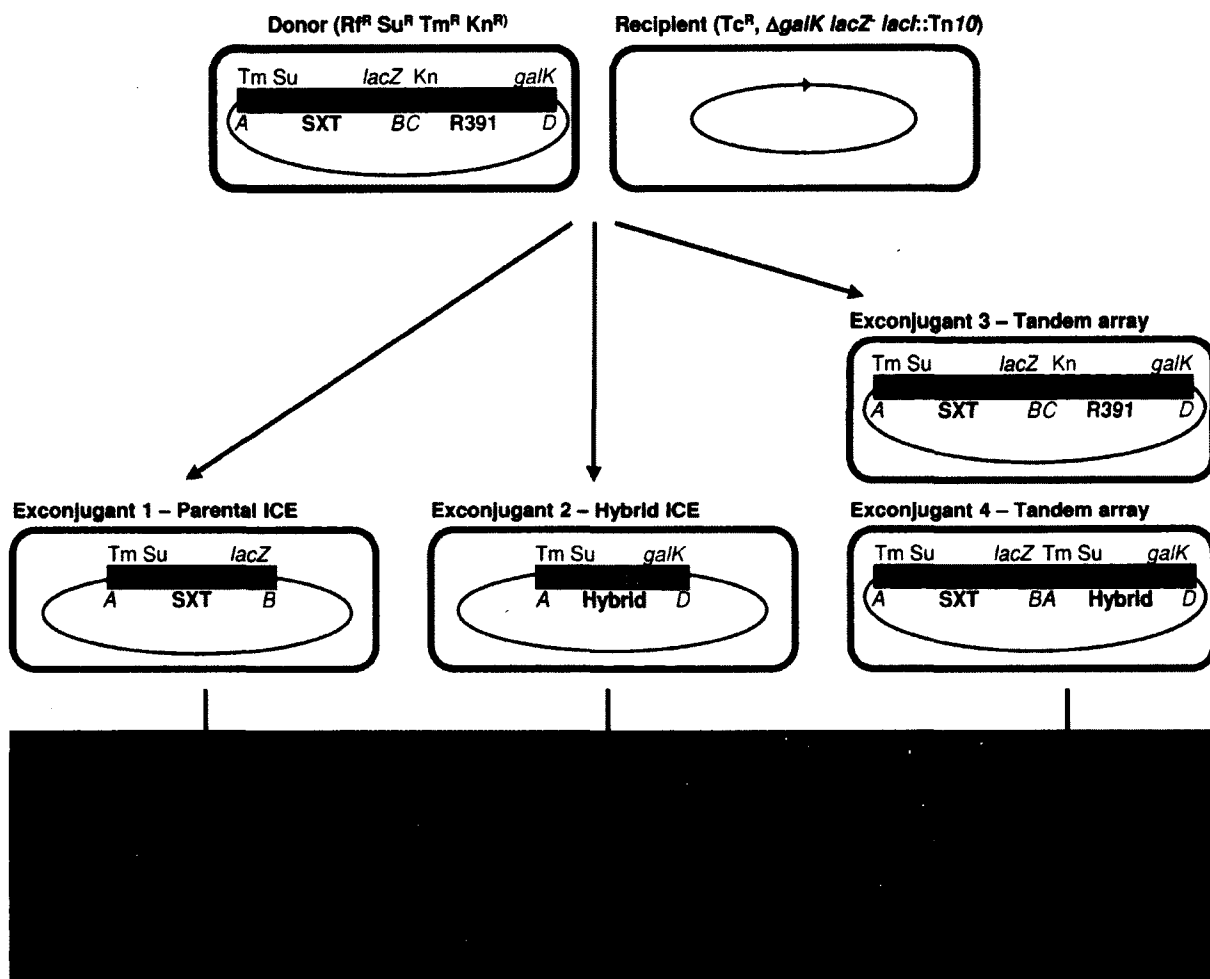 Donor (Rf^R Su^R Tm^R Kn^R)
Recipient (Tc^R, ΔgalK lacZ^- lacI::Tn10)
Tm Su lacZ Kn galK
A SXT BC R391 D
Exconjugant 3 – Tandem array
Tm Su lacZ Kn galK
A SXT BC R391 D
Exconjugant 1 – Parental ICE
Tm Su lacZ
A SXT B
Exconjugant 2 – Hybrid ICE
Tm Su galK
A Hybrid D
Exconjugant 4 – Tandem array
Tm Su lacZ Tm Su galK
A SXT BA Hybrid D